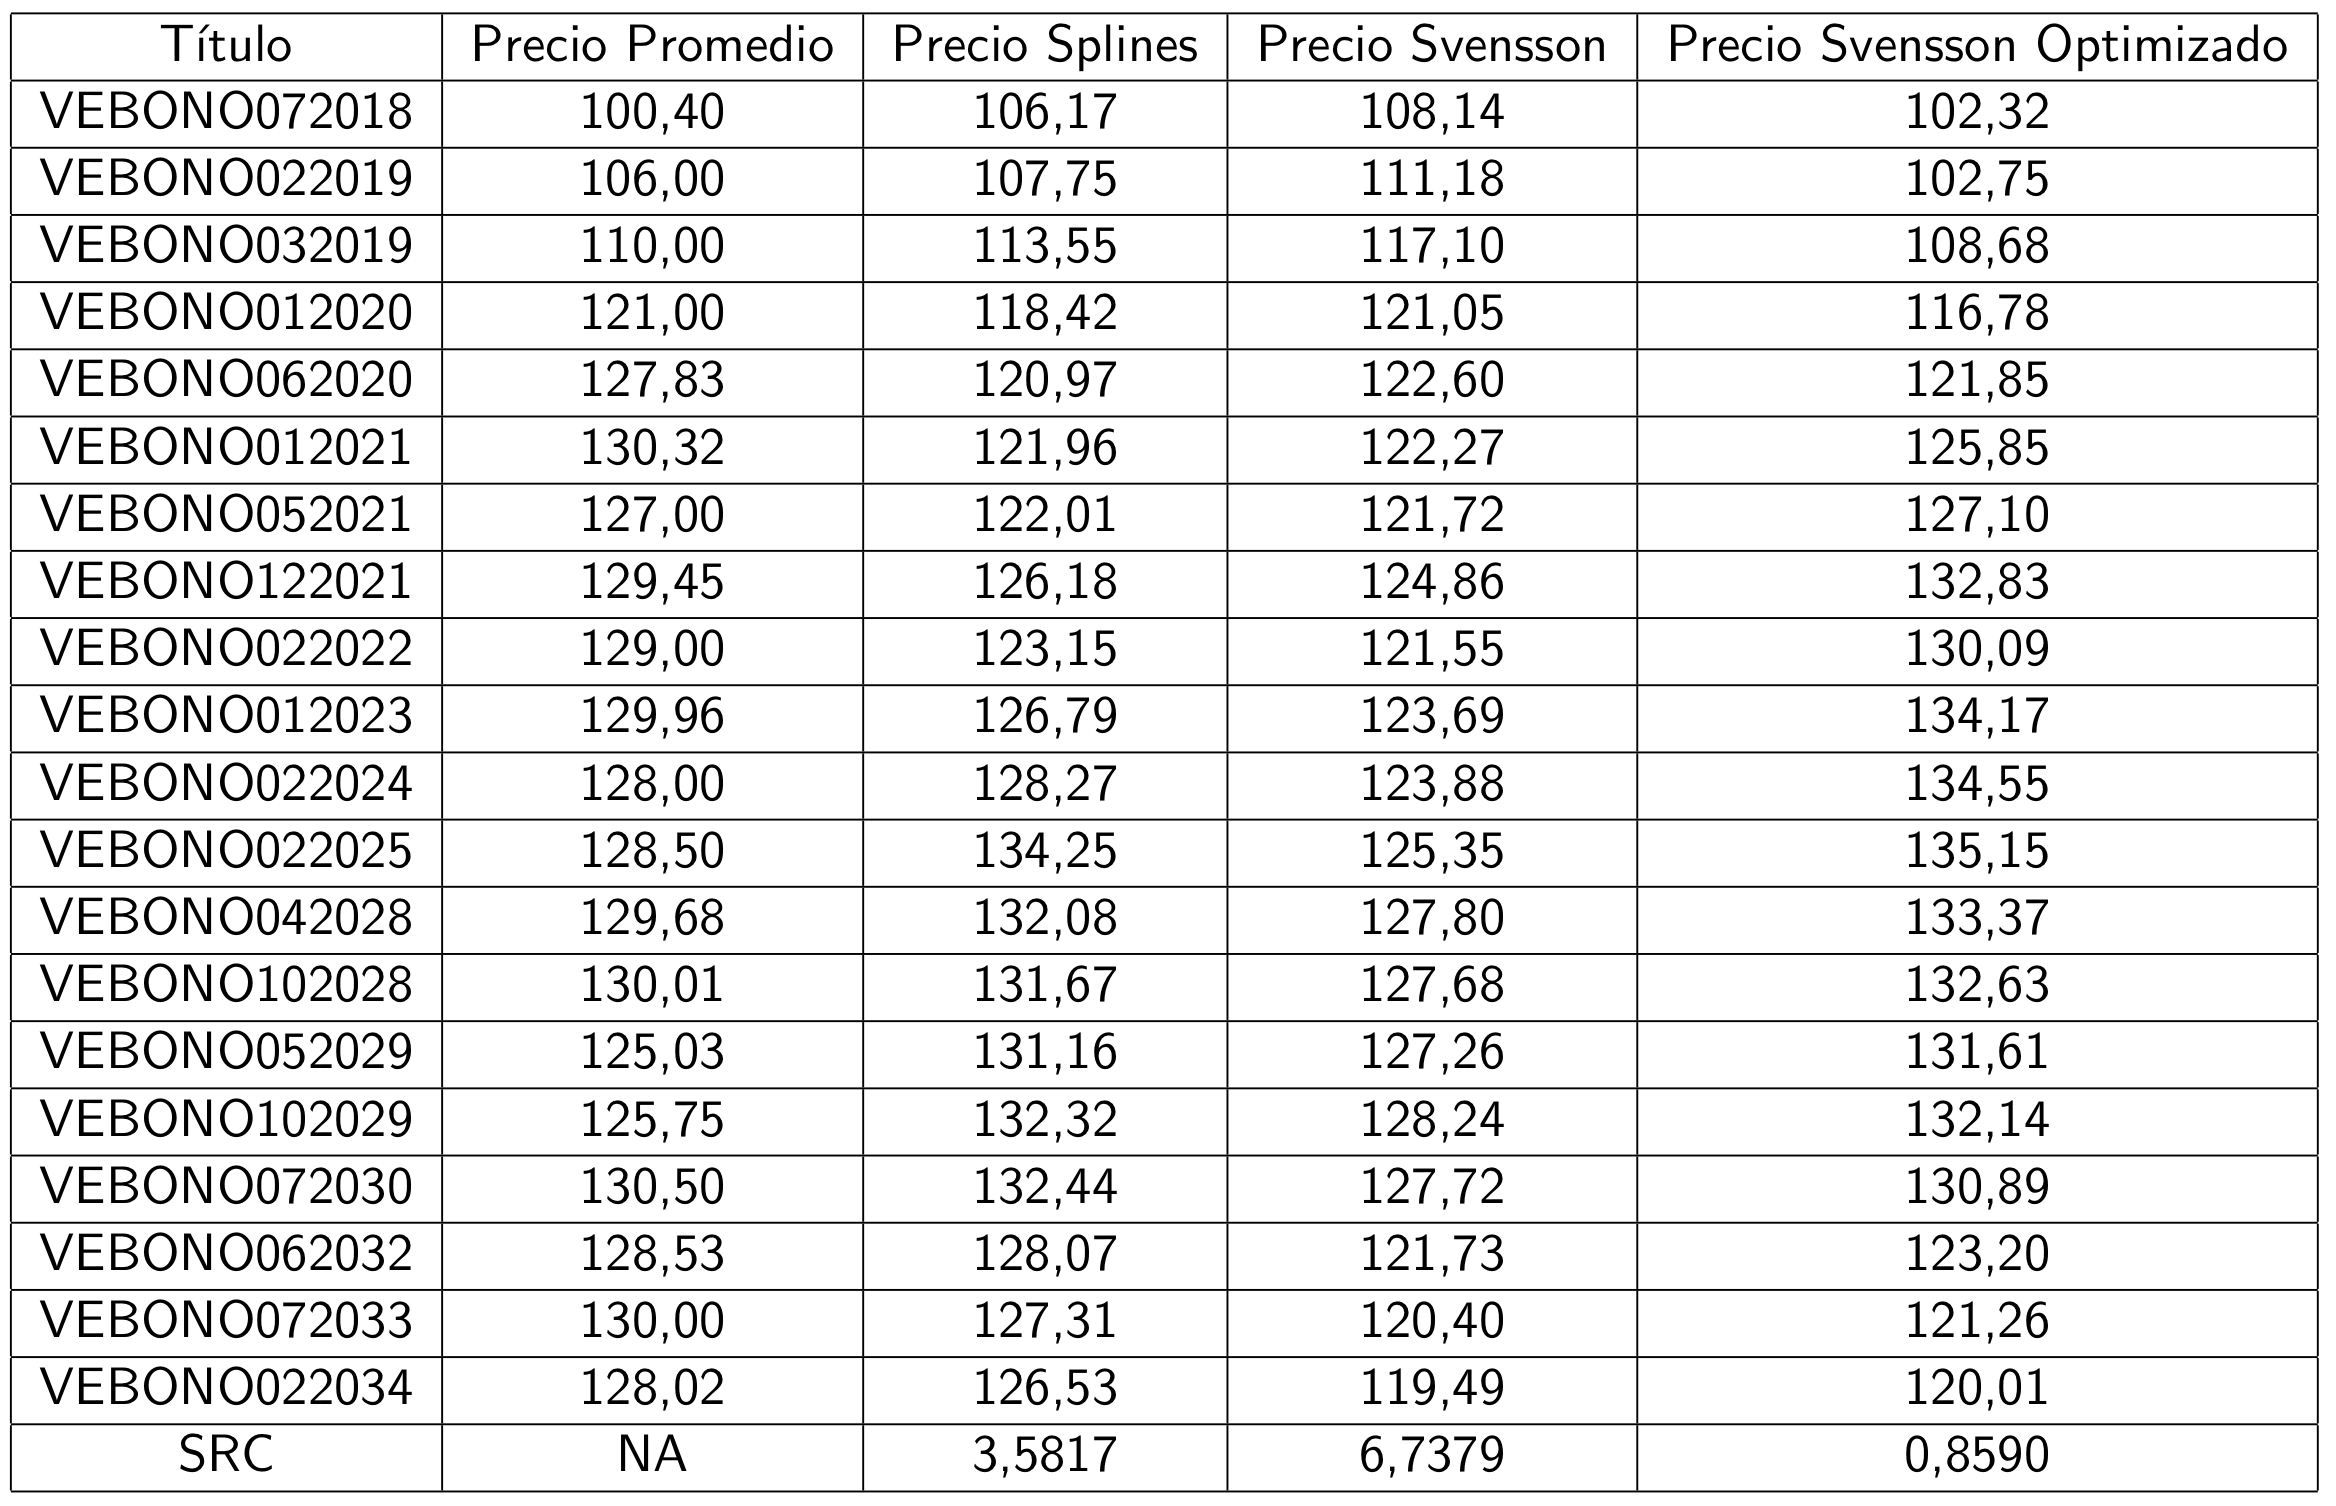 Título Precio Promedio Precio Splines Precio Svensson Precio Svensson Optimizado
VEBONO072018 100,40 106,17 108,14 102,32
VEBONO022019 106,00 107,75 111,18 102,75
VEBONO032019 110,00 113,55 117,10 108,68
VEBONO012020 121,00 118,42 121,05 116,78
VEBONO062020 127,83 120,97 122,60 121,85
VEBONO012021 130,32 121,96 122,27 125,85
VEBONO052021 127,00 122,01 121,72 127,10
VEBONO122021 129,45 126,18 124,86 132,83
VEBONO022022 129,00 123,15 121,55 130,09
VEBONO012023 129,96 126,79 123,69 134,17
VEBONO022024 128,00 128,27 123,88 134,55
VEBONO022025 128,50 134,25 125,35 135,15
VEBONO042028 129,68 132,08 127,80 133,37
VEBONO102028 130,01 131,67 127,68 132,63
VEBONO052029 125,03 131,16 127,26 131,61
VEBONO102029 125,75 132,32 128,24 132,14
VEBONO072030 130,50 132,44 127,72 130,89
VEBONO062032 128,53 128,07 121,73 123,20
VEBONO072033 130,00 127,31 120,40 121,26
VEBONO022034 128,02 126,53 119,49 120,01
SRC NA 3,5817 6,7379 0,8590